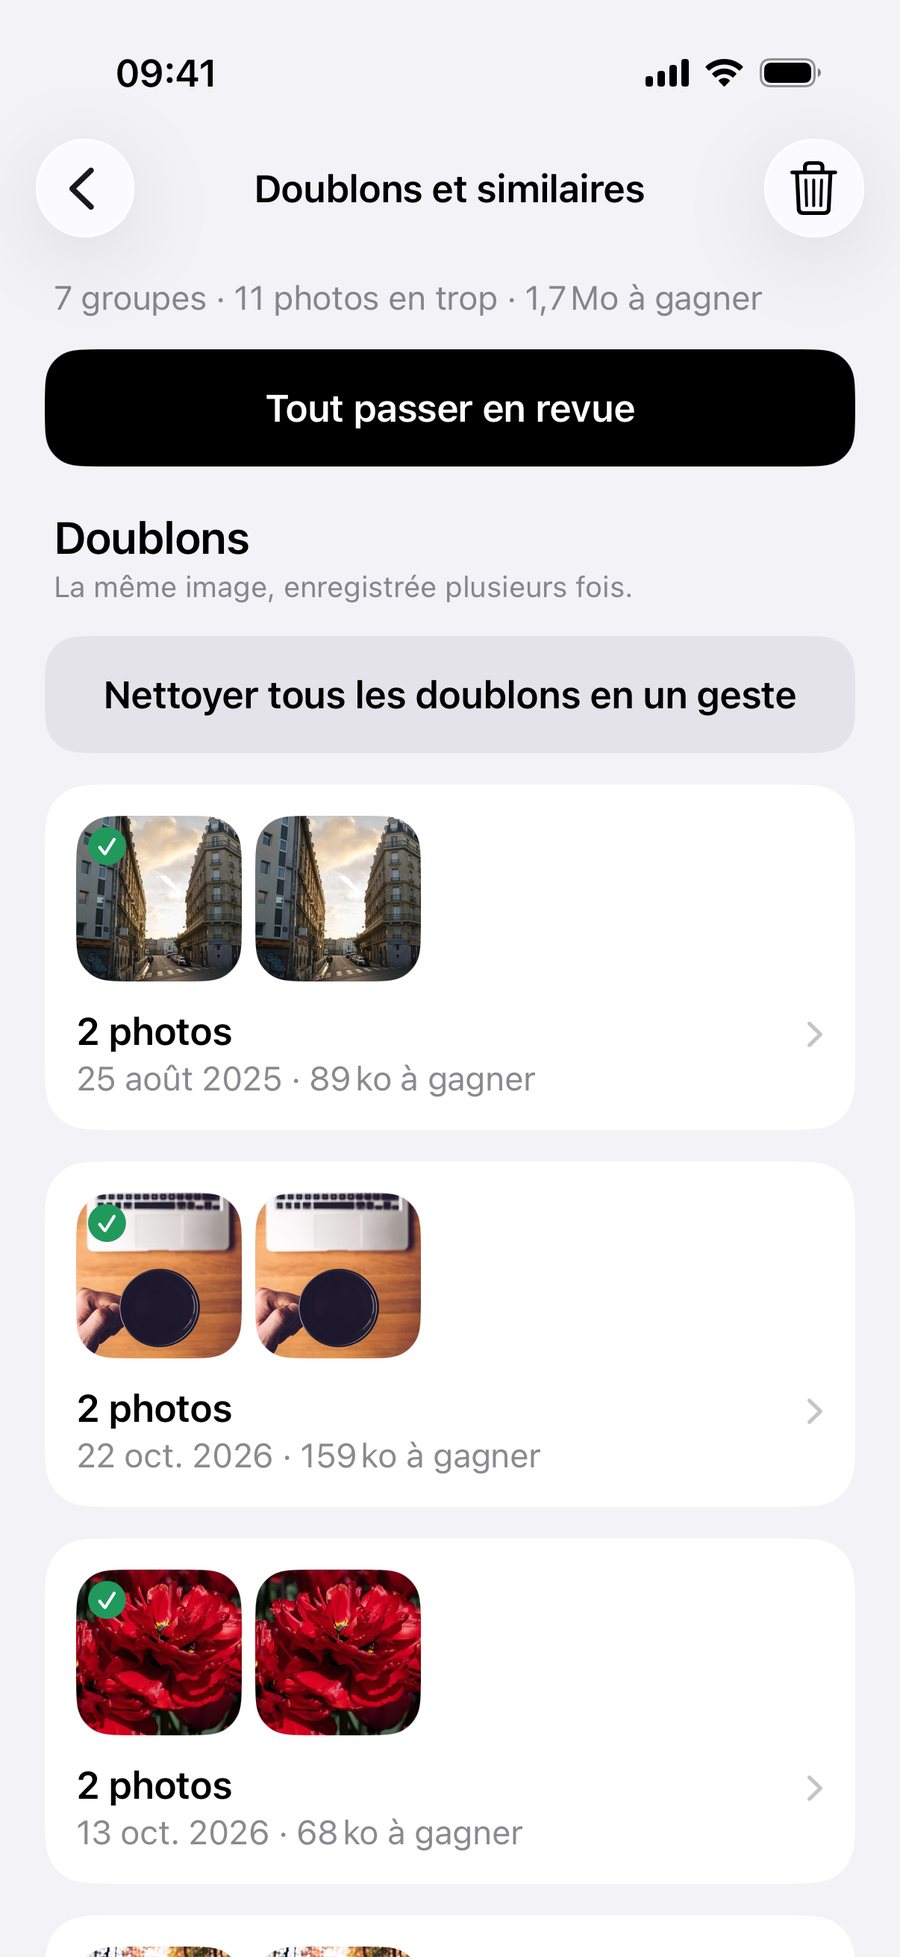 09:41
Doublons et similaires
7 groupes · 11 photos en trop · 1,7 Mo à gagner
Tout passer en revue
Doublons
La même image, enregistrée plusieurs fois.
Nettoyer tous les doublons en un geste
2 photos
25 août 2025 · 89 ko à gagner
2 photos
22 oct. 2026 · 159 ko à gagner
2 photos
13 oct. 2026 · 68 ko à gagner